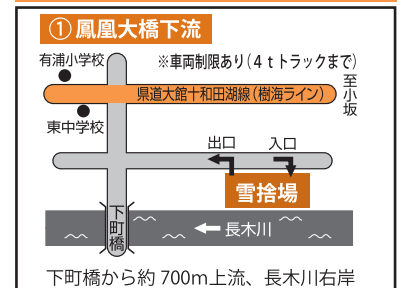 ①鳳凰大橋下流
有浦小学校
※車両制限あり（4ｔトラックまで）
県道大館十和田湖線（樹海ライン）
至小坂
東中学校
出口
入口
雪捨場
下町橋
長木川
下町橋から約700m上流、長木川右岸